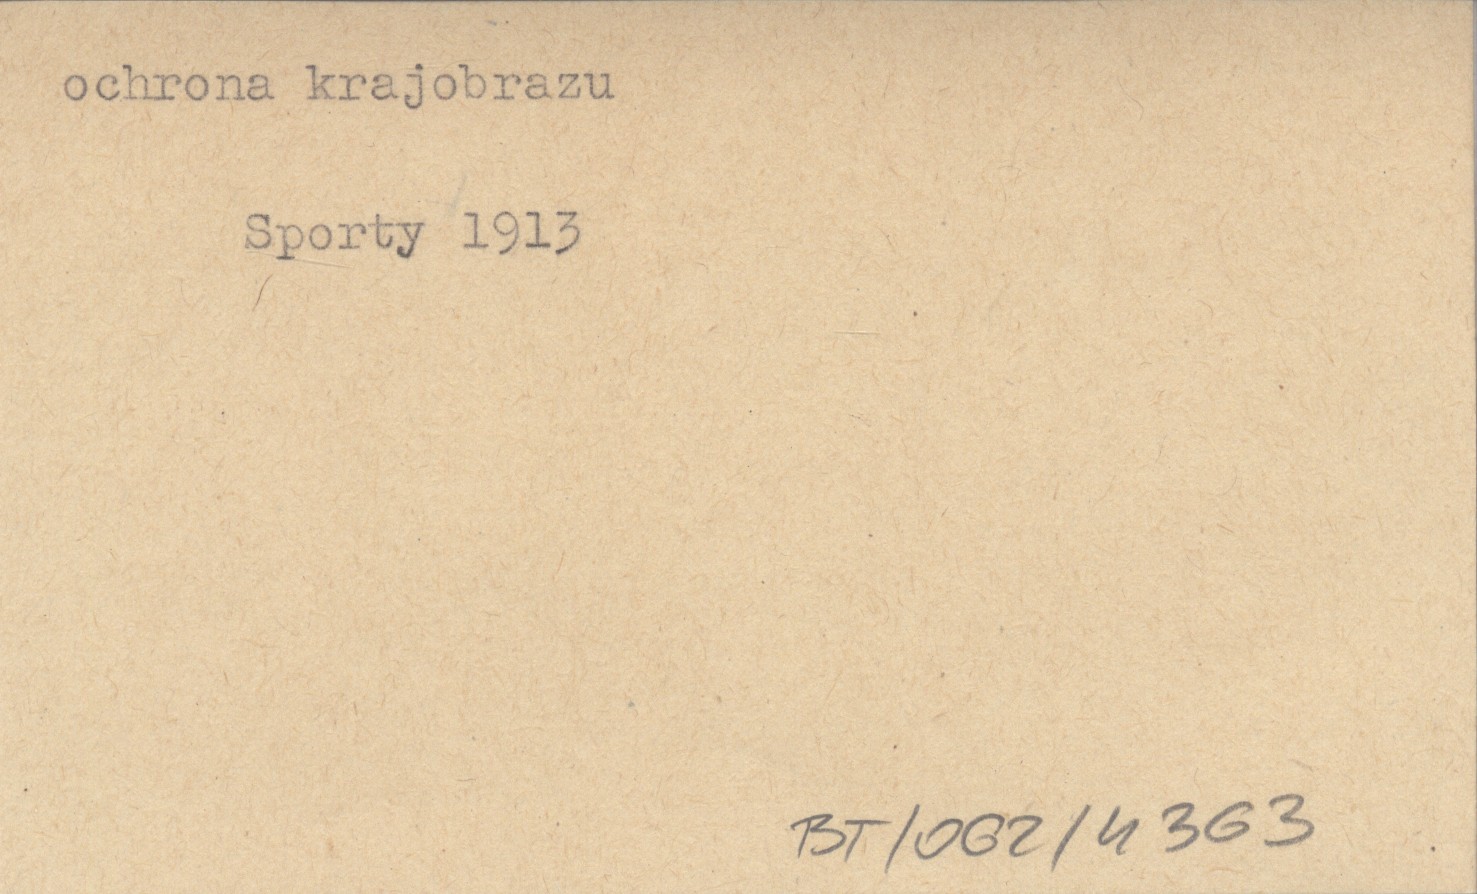 ochrona krajobrazu
Sporty 1913
BT/062/4363